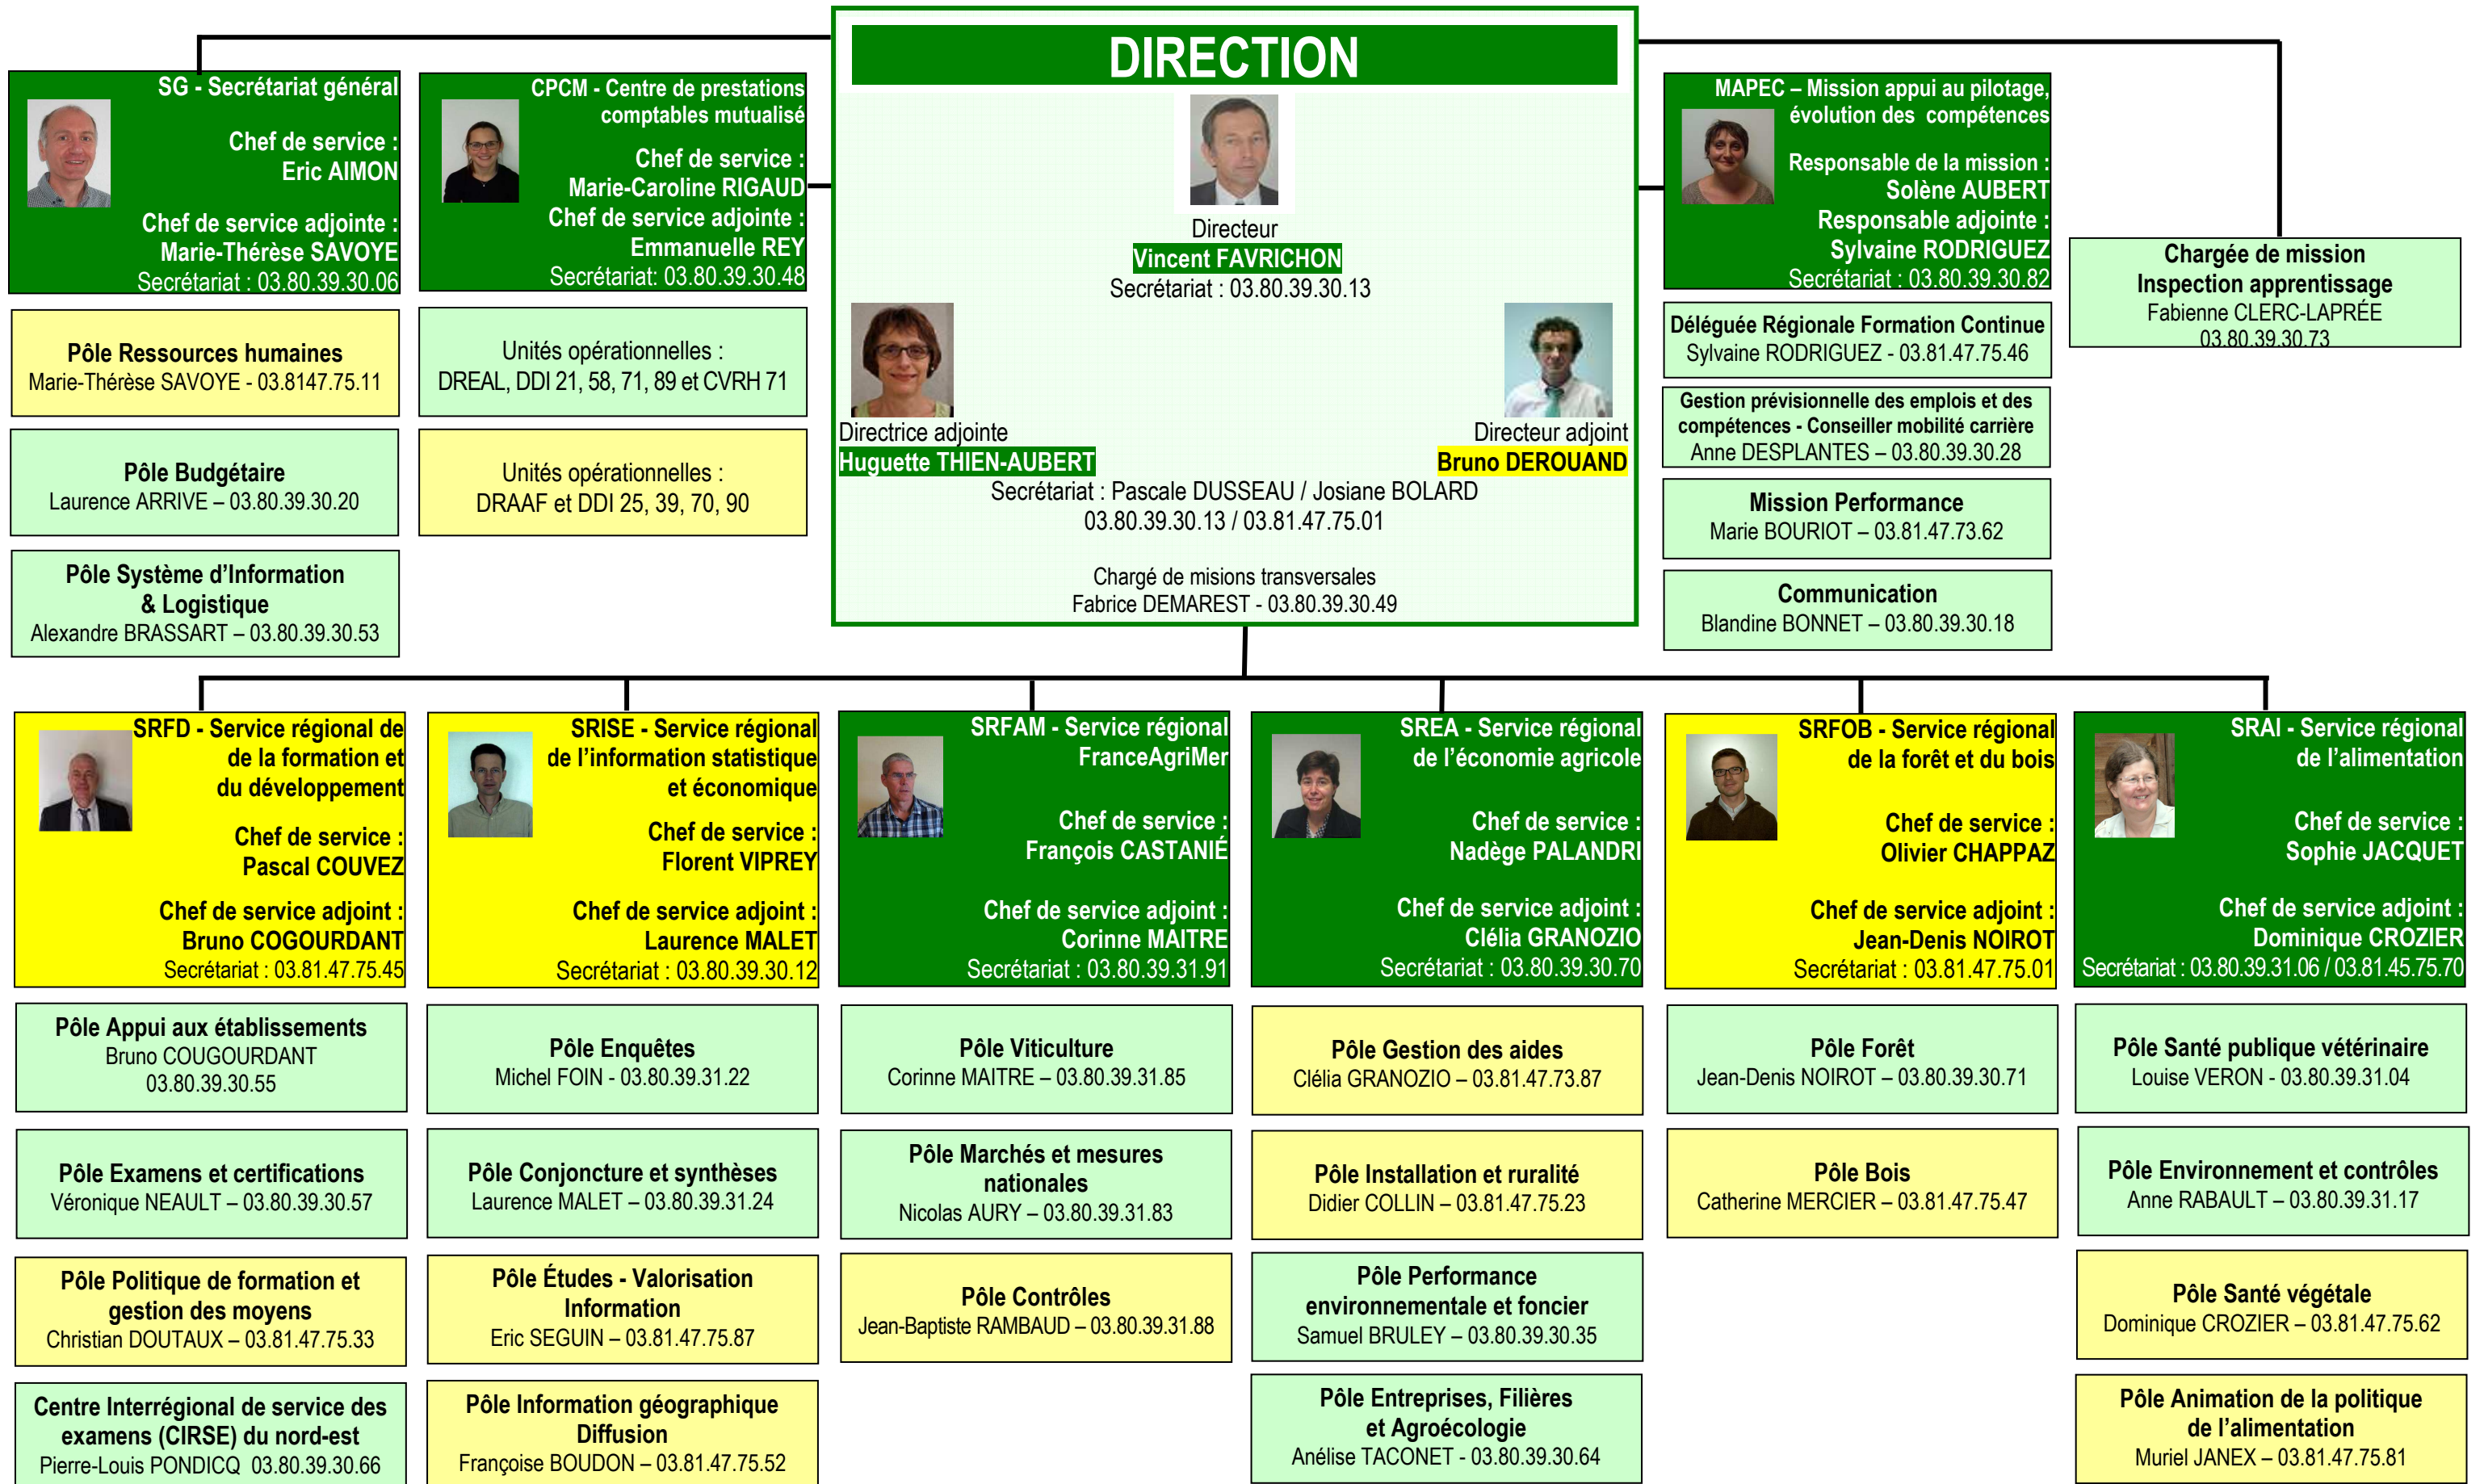 DIRECTION
Directeur
Vincent FAVRICHON
Secrétariat : 03.80.39.30.13
Directrice adjointe
Huguette THIEN-AUBERT
Directeur adjoint
Bruno DEROUAND
Secrétariat : Pascale DUSSEAU / Josiane BOLARD
03.80.39.30.13 / 03.81.47.75.01
Chargé de misions transversales
Fabrice DEMAREST - 03.80.39.30.49
SG - Secrétariat général
Chef de service :
Eric AIMON
Chef de service adjointe :
Marie-Thérèse SAVOYE
Secrétariat : 03.80.39.30.06
Pôle Ressources humaines
Marie-Thérèse SAVOYE - 03.8147.75.11
Pôle Budgétaire
Laurence ARRIVE – 03.80.39.30.20
Pôle Système d’Information
& Logistique
Alexandre BRASSART – 03.80.39.30.53
CPCM - Centre de prestations
comptables mutualisé
Chef de service :
Marie-Caroline RIGAUD
Chef de service adjointe :
Emmanuelle REY
Secrétariat: 03.80.39.30.48
Unités opérationnelles :
DREAL, DDI 21, 58, 71, 89 et CVRH 71
Unités opérationnelles :
DRAAF et DDI 25, 39, 70, 90
MAPEC – Mission appui au pilotage,
évolution des compétences
Responsable de la mission :
Solène AUBERT
Responsable adjointe :
Sylvaine RODRIGUEZ
Secrétariat : 03.80.39.30.82
Déléguée Régionale Formation Continue
Sylvaine RODRIGUEZ - 03.81.47.75.46
Gestion prévisionnelle des emplois et des
compétences - Conseiller mobilité carrière
Anne DESPLANTES – 03.80.39.30.28
Mission Performance
Marie BOURIOT – 03.81.47.73.62
Communication
Blandine BONNET – 03.80.39.30.18
Chargée de mission
Inspection apprentissage
Fabienne CLERC-LAPRÉE
03.80.39.30.73
SRFD - Service régional de
de la formation et
du développement
Chef de service :
Pascal COUVEZ
Chef de service adjoint :
Bruno COGOURDANT
Secrétariat : 03.81.47.75.45
Pôle Appui aux établissements
Bruno COUGOURDANT
03.80.39.30.55
Pôle Examens et certifications
Véronique NEAULT – 03.80.39.30.57
Pôle Politique de formation et
gestion des moyens
Christian DOUTAUX – 03.81.47.75.33
Centre Interrégional de service des
examens (CIRSE) du nord-est
Pierre-Louis PONDICQ 03.80.39.30.66
SRISE - Service régional
de l’information statistique
et économique
Chef de service :
Florent VIPREY
Chef de service adjoint :
Laurence MALET
Secrétariat : 03.80.39.30.12
Pôle Enquêtes
Michel FOIN - 03.80.39.31.22
Pôle Conjoncture et synthèses
Laurence MALET – 03.80.39.31.24
Pôle Études - Valorisation
Information
Eric SEGUIN – 03.81.47.75.87
Pôle Information géographique
Diffusion
Françoise BOUDON – 03.81.47.75.52
SRFAM - Service régional
FranceAgriMer
Chef de service :
François CASTANIÉ
Chef de service adjoint :
Corinne MAITRE
Secrétariat : 03.80.39.31.91
Pôle Viticulture
Corinne MAITRE – 03.80.39.31.85
Pôle Marchés et mesures
nationales
Nicolas AURY – 03.80.39.31.83
Pôle Contrôles
Jean-Baptiste RAMBAUD – 03.80.39.31.88
SREA - Service régional
de l’économie agricole
Chef de service :
Nadège PALANDRI
Chef de service adjoint :
Clélia GRANOZIO
Secrétariat : 03.80.39.30.70
Pôle Gestion des aides
Clélia GRANOZIO – 03.81.47.73.87
Pôle Installation et ruralité
Didier COLLIN – 03.81.47.75.23
Pôle Performance
environnementale et foncier
Samuel BRULEY – 03.80.39.30.35
Pôle Entreprises, Filières
et Agroécologie
Anélise TACONET - 03.80.39.30.64
SRFOB - Service régional
de la forêt et du bois
Chef de service :
Olivier CHAPPAZ
Chef de service adjoint :
Jean-Denis NOIROT
Secrétariat : 03.81.47.75.01
Pôle Forêt
Jean-Denis NOIROT – 03.80.39.30.71
Pôle Bois
Catherine MERCIER – 03.81.47.75.47
SRAI - Service régional
de l’alimentation
Chef de service :
Sophie JACQUET
Chef de service adjoint :
Dominique CROZIER
Secrétariat : 03.80.39.31.06 / 03.81.45.75.70
Pôle Santé publique vétérinaire
Louise VERON - 03.80.39.31.04
Pôle Environnement et contrôles
Anne RABAULT – 03.80.39.31.17
Pôle Santé végétale
Dominique CROZIER – 03.81.47.75.62
Pôle Animation de la politique
de l’alimentation
Muriel JANEX – 03.81.47.75.81